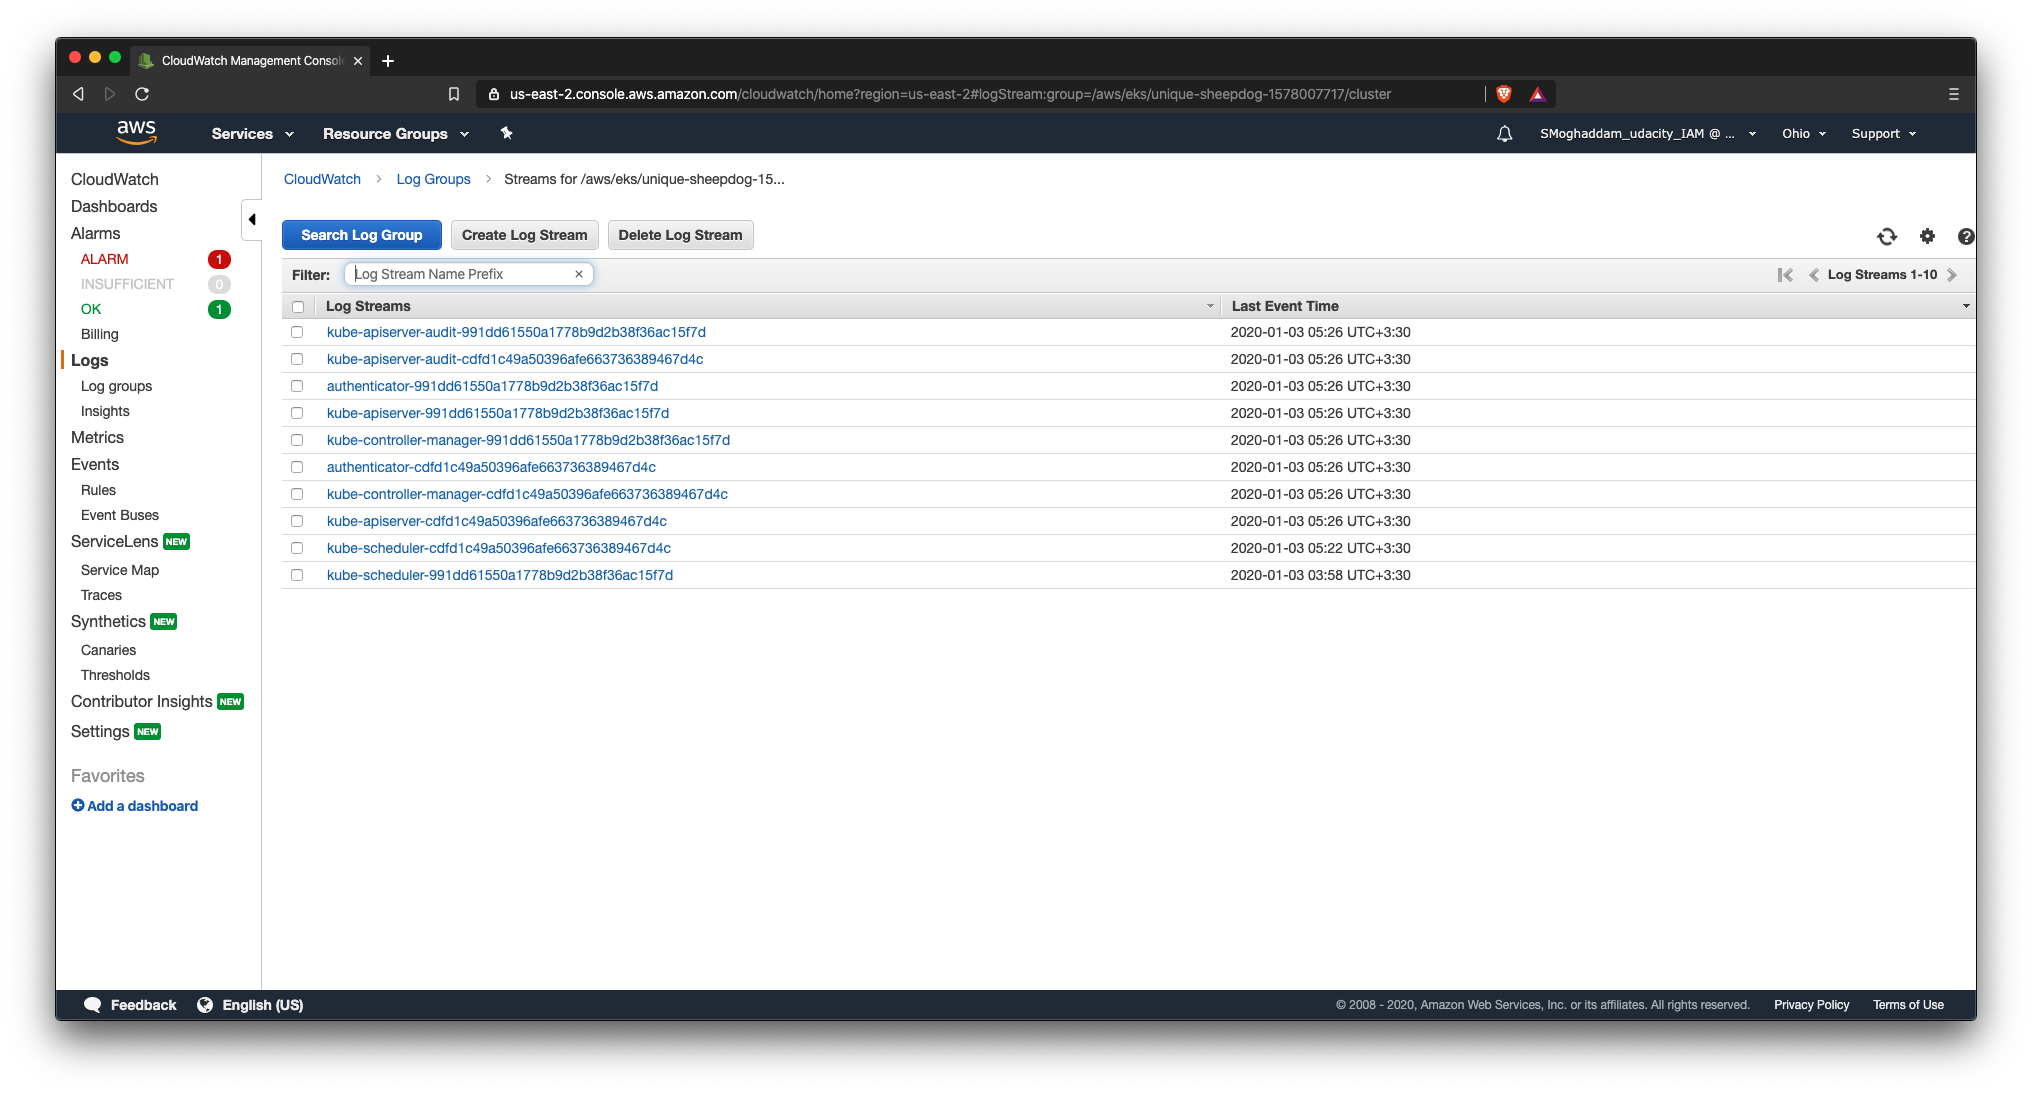 CloudWatch Management Consol
us-east-2.console.aws.amazon.com/cloudwatch/home?region=us-east-2#logStream:group=/aws/eks/unique-sheepdog-1578007717/cluster
aws Services Resource Groups SMoghaddam_udacity_IAM @ ... Ohio Support
CloudWatch
Dashboards
Alarms
ALARM 1
INSUFFICIENT 0
OK 1
Billing
Logs
Log groups
Insights
Metrics
Events
Rules
Event Buses
ServiceLens NEW
Service Map
Traces
Synthetics NEW
Canaries
Thresholds
Contributor Insights NEW
Settings NEW
Favorites
Add a dashboard
CloudWatch > Log Groups > Streams for /aws/eks/unique-sheepdog-15...
Search Log Group Create Log Stream Delete Log Stream
Filter: Log Stream Name Prefix × Log Streams 1-10
Log Streams Last Event Time
kube-apiserver-audit-991dd61550a1778b9d2b38f36ac15f7d 2020-01-03 05:26 UTC+3:30
kube-apiserver-audit-cdfd1c49a50396afe663736389467d4c 2020-01-03 05:26 UTC+3:30
authenticator-991dd61550a1778b9d2b38f36ac15f7d 2020-01-03 05:26 UTC+3:30
kube-apiserver-991dd61550a1778b9d2b38f36ac15f7d 2020-01-03 05:26 UTC+3:30
kube-controller-manager-991dd61550a1778b9d2b38f36ac15f7d 2020-01-03 05:26 UTC+3:30
authenticator-cdfd1c49a50396afe663736389467d4c 2020-01-03 05:26 UTC+3:30
kube-controller-manager-cdfd1c49a50396afe663736389467d4c 2020-01-03 05:26 UTC+3:30
kube-apiserver-cdfd1c49a50396afe663736389467d4c 2020-01-03 05:26 UTC+3:30
kube-scheduler-cdfd1c49a50396afe663736389467d4c 2020-01-03 05:22 UTC+3:30
kube-scheduler-991dd61550a1778b9d2b38f36ac15f7d 2020-01-03 03:58 UTC+3:30
Feedback English (US) © 2008 - 2020, Amazon Web Services, Inc. or its affiliates. All rights reserved. Privacy Policy Terms of Use